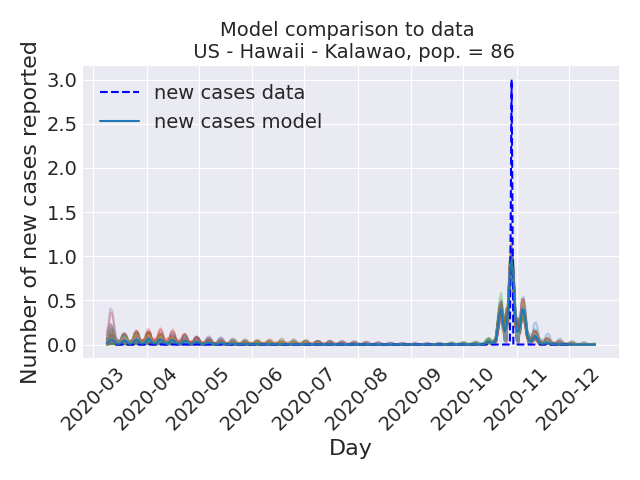 Model comparison to data
US - Hawaii - Kalawao, pop. = 86
Number of new cases reported
3.0
2.5
2.0
1.5
1.0
0.5
0.0
new cases data
new cases model
2020-03
2020-04
2020-05
2020-06
2020-07
2020-08
2020-09
2020-10
2020-11
2020-12
Day